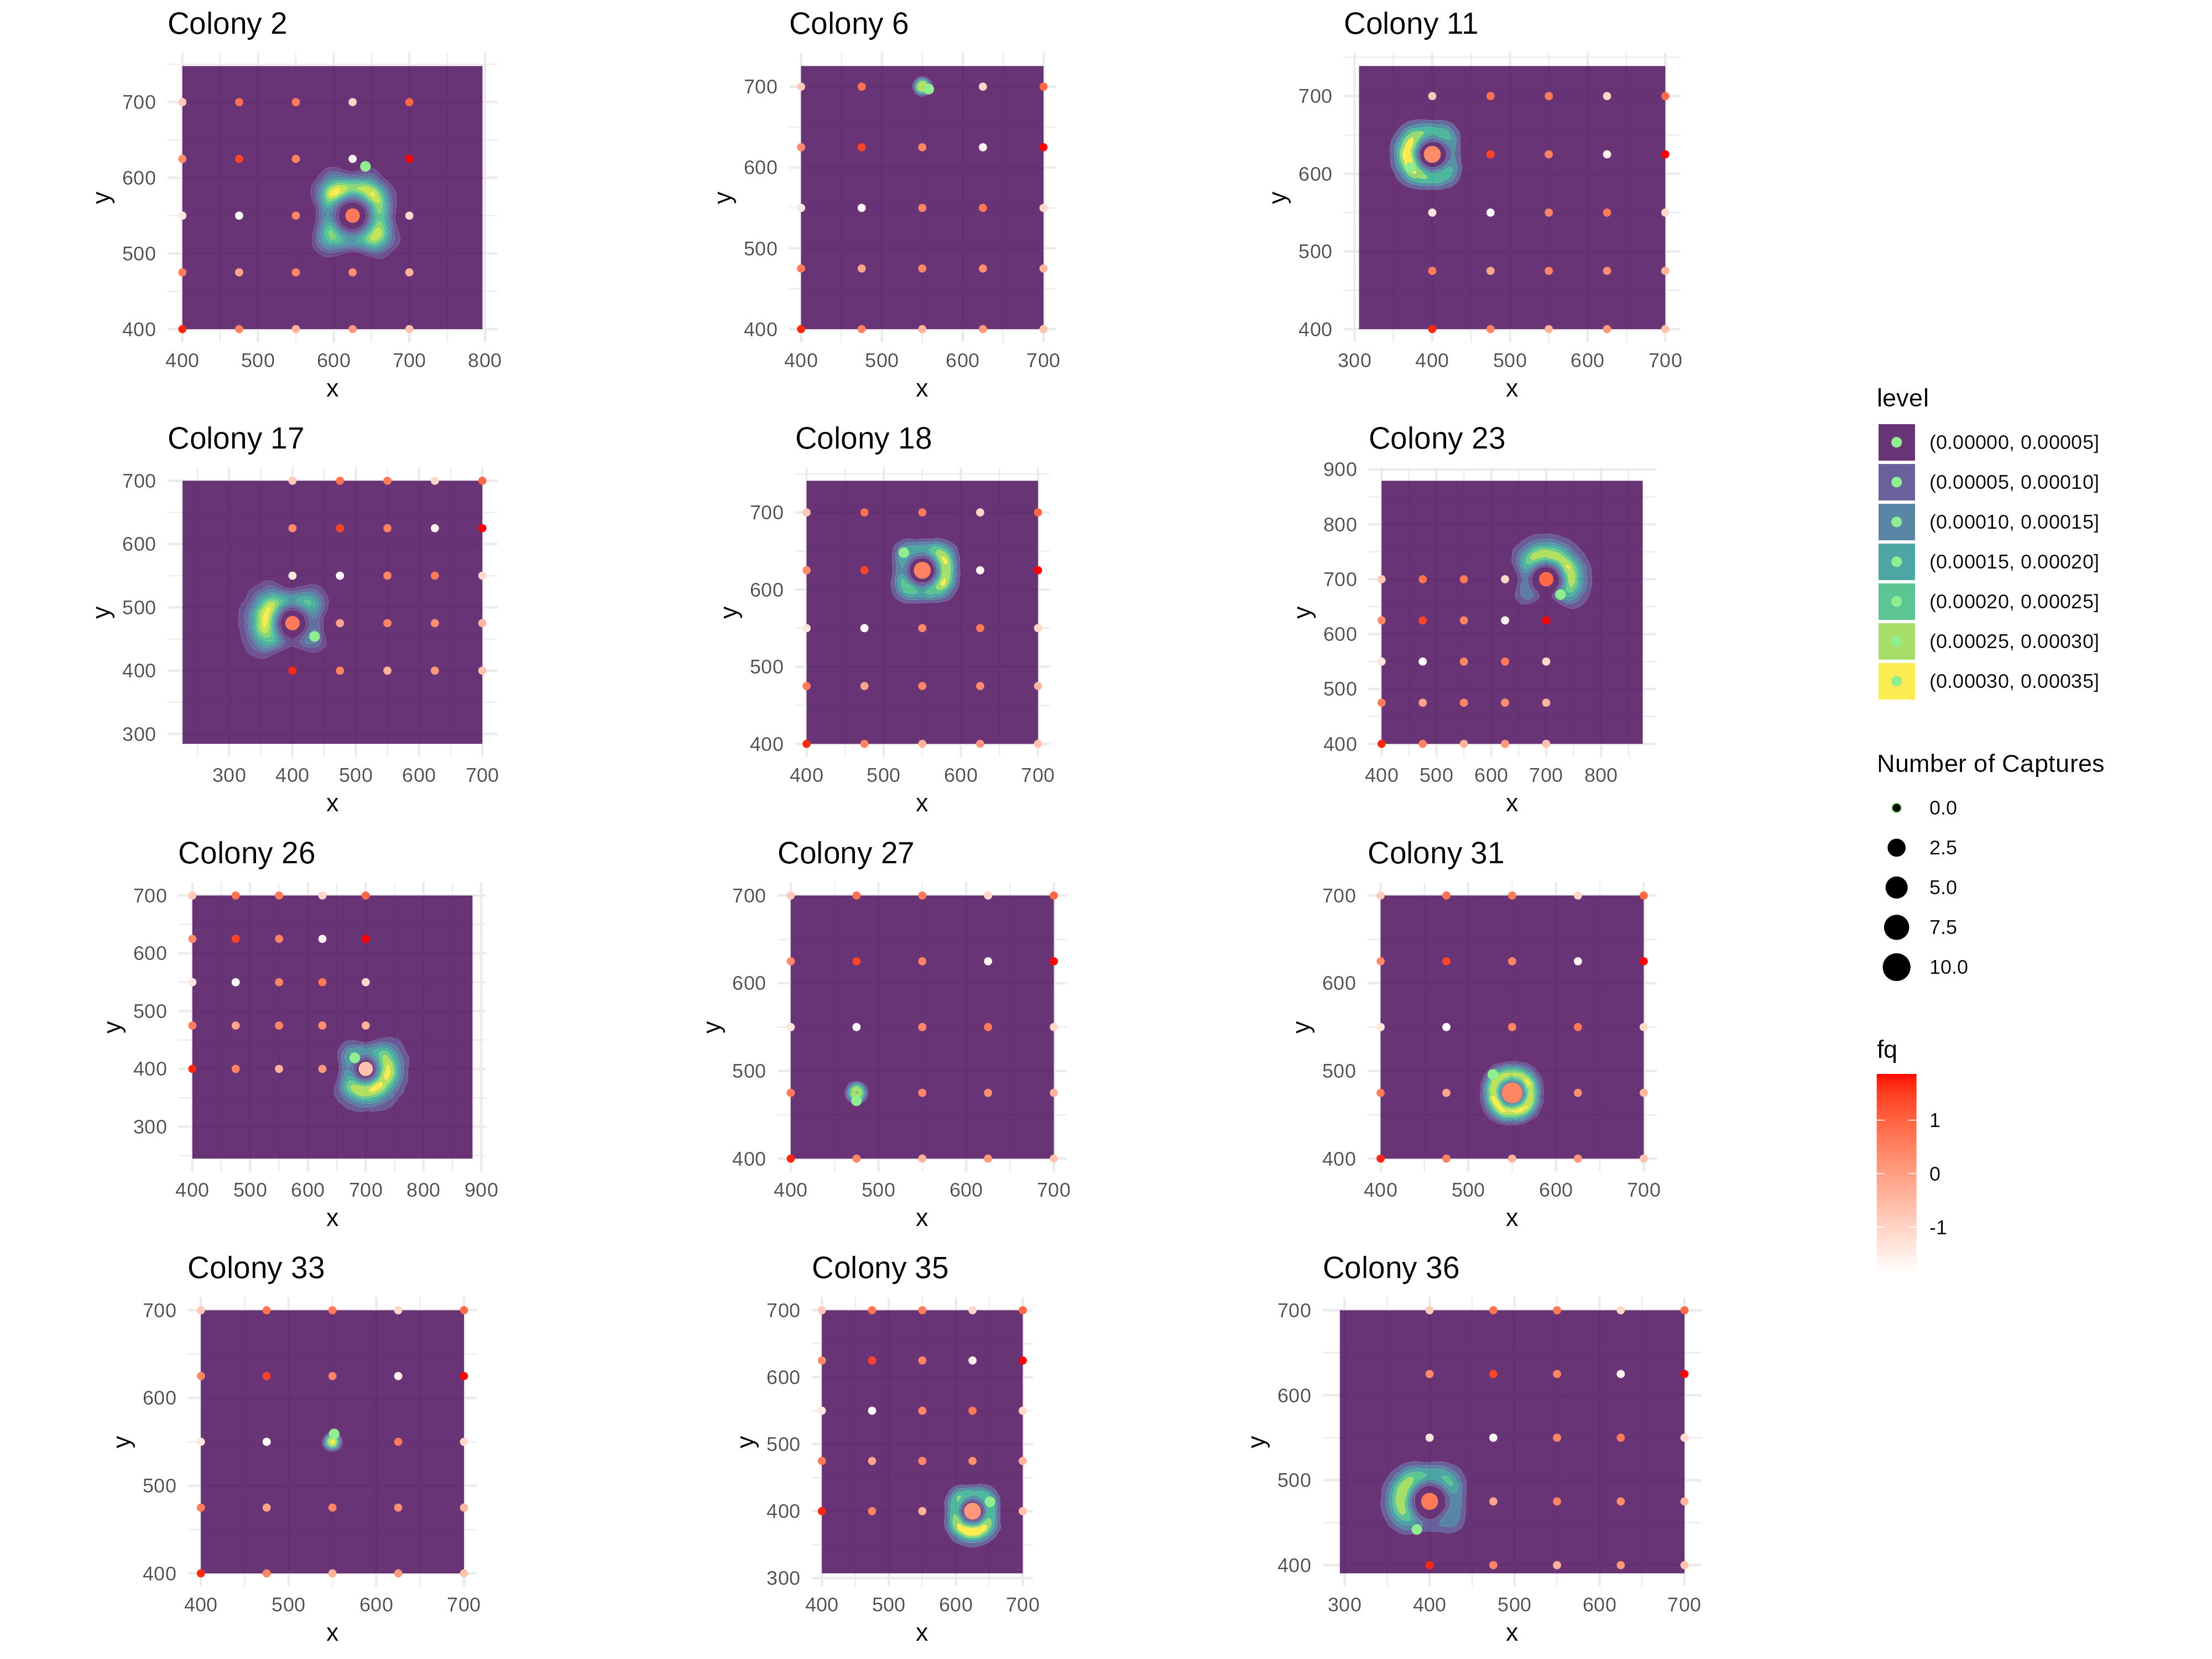 Colony 2
700
600
500
400
y
400 500 600 700 800
x
Colony 6
700
600
500
400
y
400 500 600 700
x
Colony 11
700
600
500
400
y
300 400 500 600 700
x
Colony 17
700
600
500
400
300
y
300 400 500 600 700
x
Colony 18
700
600
500
400
y
400 500 600 700
x
Colony 23
900
800
700
600
500
400
y
400 500 600 700 800
x
Colony 26
700
600
500
400
300
y
400 500 600 700 800 900
x
Colony 27
700
600
500
400
y
400 500 600 700
x
Colony 31
700
600
500
400
y
400 500 600 700
x
Colony 33
700
600
500
400
y
400 500 600 700
x
Colony 35
700
600
500
400
300
y
400 500 600 700
x
Colony 36
700
600
500
400
y
300 400 500 600 700
x
level
(0.00000, 0.00005]
(0.00005, 0.00010]
(0.00010, 0.00015]
(0.00015, 0.00020]
(0.00020, 0.00025]
(0.00025, 0.00030]
(0.00030, 0.00035]
Number of Captures
0.0
2.5
5.0
7.5
10.0
fq
1
0
-1